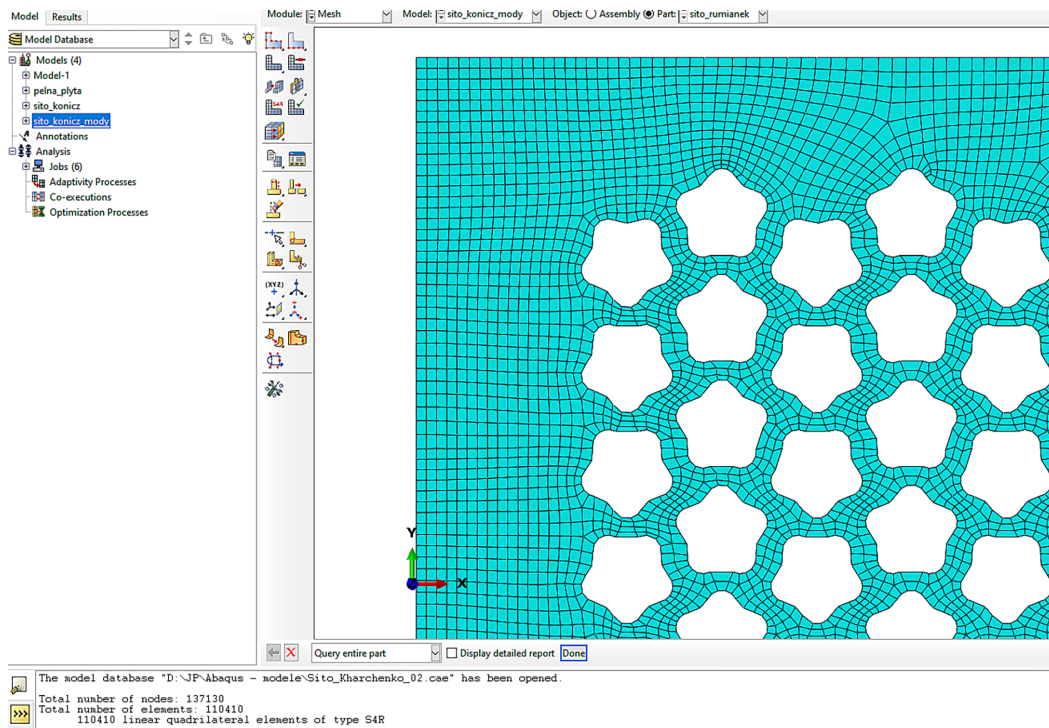 Model Results
Module: Mesh Model: sito_konicz_mody Object: Assembly Part: sito_rumianek
Model Database
Models (4)
Model-1
pelna_plyta
sito_konicz
sito_konicz_mody
Annotations
Analysis
Jobs (6)
Adaptivity Processes
Co-executions
Optimization Processes
S4R
(XYZ)
Y
X
Query entire part Display detailed report Done
The model database "D:\JP\Abaqus - modele\Sito_Kharchenko_02.cae" has been opened.
Total number of nodes: 137130
Total number of elements: 110410
110410 linear quadrilateral elements of type S4R
>>>